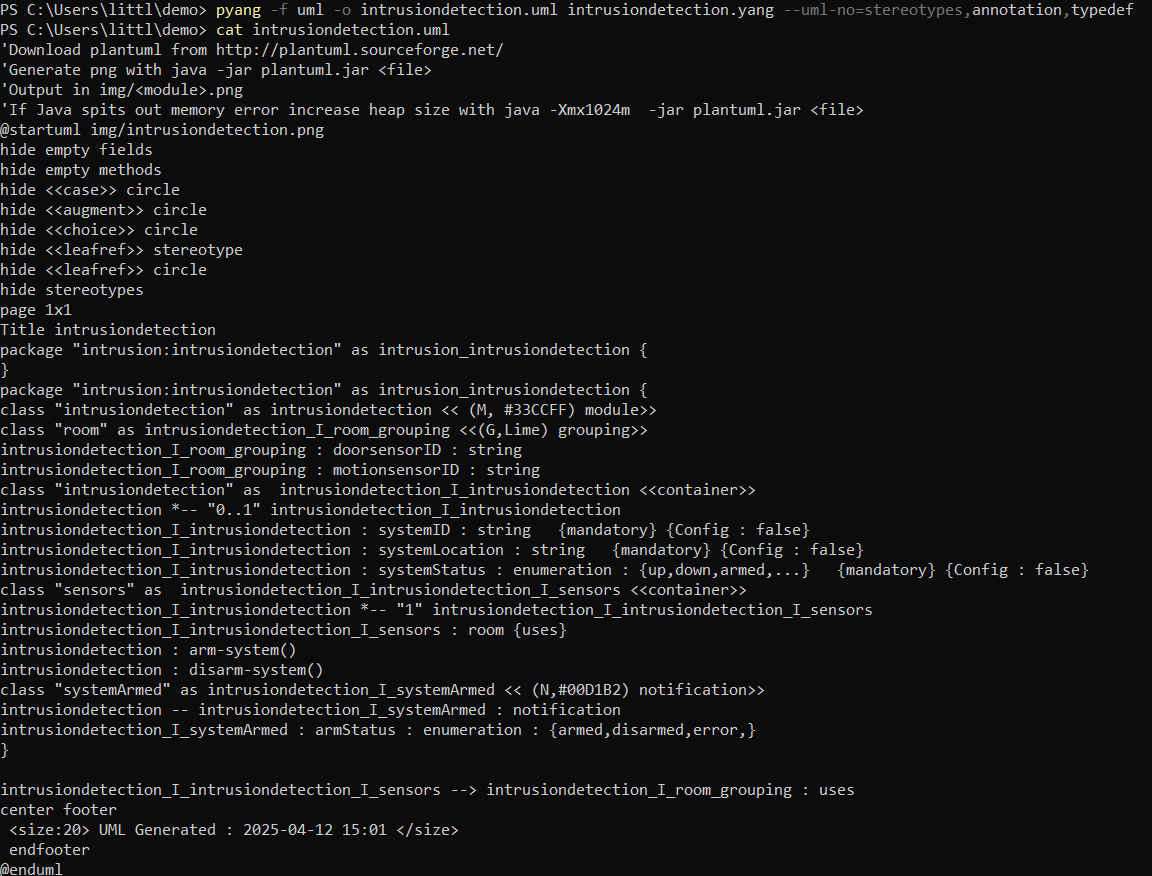 PS C:\Users\littl\demo> pyang -f uml -o intrusiondetection.uml intrusiondetection.yang --uml-no=stereotypes,annotation,typedef
PS C:\Users\littl\demo> cat intrusiondetection.uml
'Download plantuml from http://plantuml.sourceforge.net/
'Generate png with java -jar plantuml.jar <file>
'Output in img/<module>.png
'If Java spits out memory error increase heap size with java -Xmx1024m  -jar plantuml.jar <file>
@startuml img/intrusiondetection.png
hide empty fields
hide empty methods
hide <<case>> circle
hide <<augment>> circle
hide <<choice>> circle
hide <<leafref>> stereotype
hide <<leafref>> circle
hide stereotypes
page 1x1
Title intrusiondetection
package "intrusion:intrusiondetection" as intrusion_intrusiondetection {
}
package "intrusion:intrusiondetection" as intrusion_intrusiondetection {
class "intrusiondetection" as intrusiondetection << (M, #33CCFF) module>>
class "room" as intrusiondetection_I_room_grouping <<(G,Lime) grouping>>
intrusiondetection_I_room_grouping : doorsensorID : string
intrusiondetection_I_room_grouping : motionsensorID : string
class "intrusiondetection" as  intrusiondetection_I_intrusiondetection <<container>>
intrusiondetection *-- "0..1" intrusiondetection_I_intrusiondetection
intrusiondetection_I_intrusiondetection : systemID : string   {mandatory} {Config : false}
intrusiondetection_I_intrusiondetection : systemLocation : string   {mandatory} {Config : false}
intrusiondetection_I_intrusiondetection : systemStatus : enumeration : {up,down,armed,...}   {mandatory} {Config : false}
class "sensors" as  intrusiondetection_I_intrusiondetection_I_sensors <<container>>
intrusiondetection_I_intrusiondetection *-- "1" intrusiondetection_I_intrusiondetection_I_sensors
intrusiondetection_I_intrusiondetection_I_sensors : room {uses}
intrusiondetection : arm-system()
intrusiondetection : disarm-system()
class "systemArmed" as intrusiondetection_I_systemArmed << (N,#00D1B2) notification>>
intrusiondetection -- intrusiondetection_I_systemArmed : notification
intrusiondetection_I_systemArmed : armStatus : enumeration : {armed,disarmed,error,}
}
intrusiondetection_I_intrusiondetection_I_sensors --> intrusiondetection_I_room_grouping : uses
center footer
 <size:20> UML Generated : 2025-04-12 15:01 </size>
 endfooter
@enduml